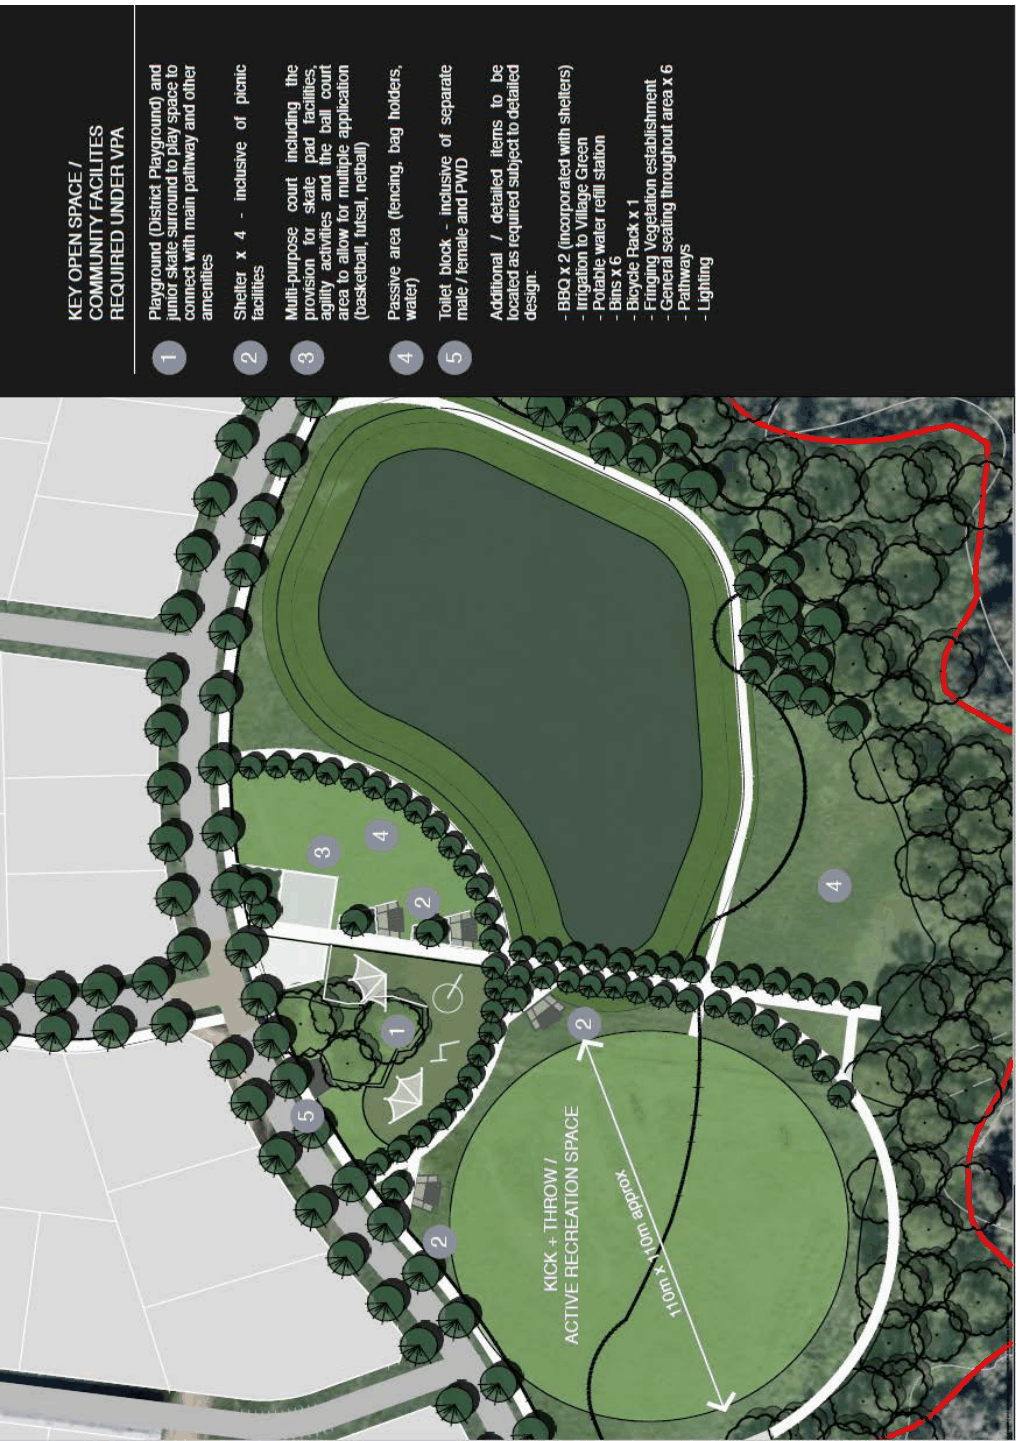 KEY OPEN SPACE /
COMMUNITY FACILITES
REQUIRED UNDER VPA
1
Playground (District Playground) and
junior skate surround to play space to
connect with main pathway and other
amenities
2
Shelter x 4 - inclusive of picnic
facilities
3
Multi-purpose court including the
provision for skate pad facilities,
agility activities and the ball court
area to allow for multiple application
(basketball, futsal, netball)
4
Passive area (fencing, bag holders,
water)
5
Toilet block - inclusive of separate
male / female and PWD
Additional / detailed items to be
located as required subject to detailed
design:
- BBQ x 2 (incorporated with shelters)
- Irrigation to Village Green
- Potable water refill station
- Bins x 6
- Bicycle Rack x 1
- Fringing Vegetation establishment
- General seating throughout area x 6
- Pathways
- Lighting
3
4
2
4
1
2
5
2
KICK + THROW /
ACTIVE RECREATION SPACE
110m x 110m approx